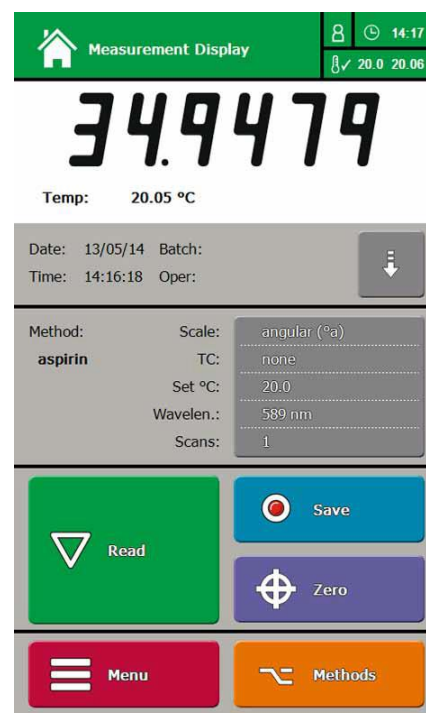 Measurement Display
14:17
20.0 20.06
34.9479
Temp: 20.05 °C
Date: 13/05/14 Batch:
Time: 14:16:18 Oper:
Method: Scale: angular (°a)
aspirin TC: none
Set °C: 20.0
Wavelen.: 589 nm
Scans: 1
Read
Save
Zero
Menu
Methods